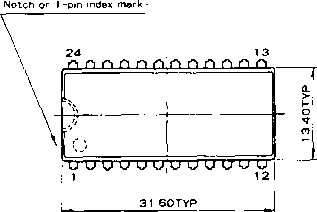 Notch or 1-pin index mark
24
13
13.40TYP
1
12
31.60TYP